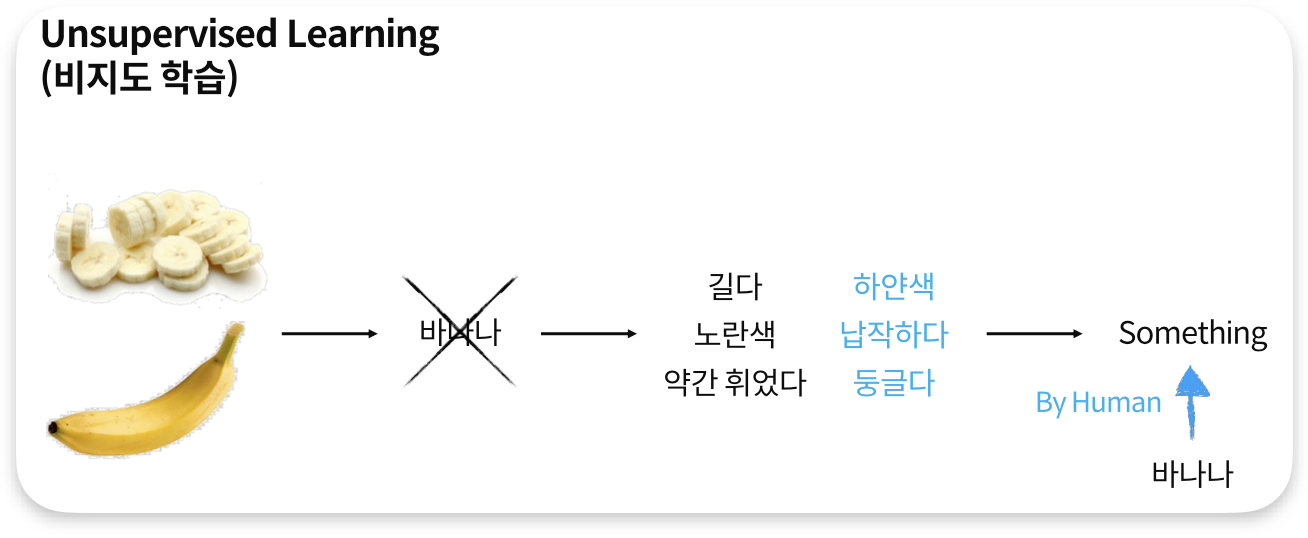 Unsupervised Learning
(비지도 학습)
바나나
길다
노란색
약간 휘었다
하얀색
납작하다
둥글다
Something
By Human
바나나